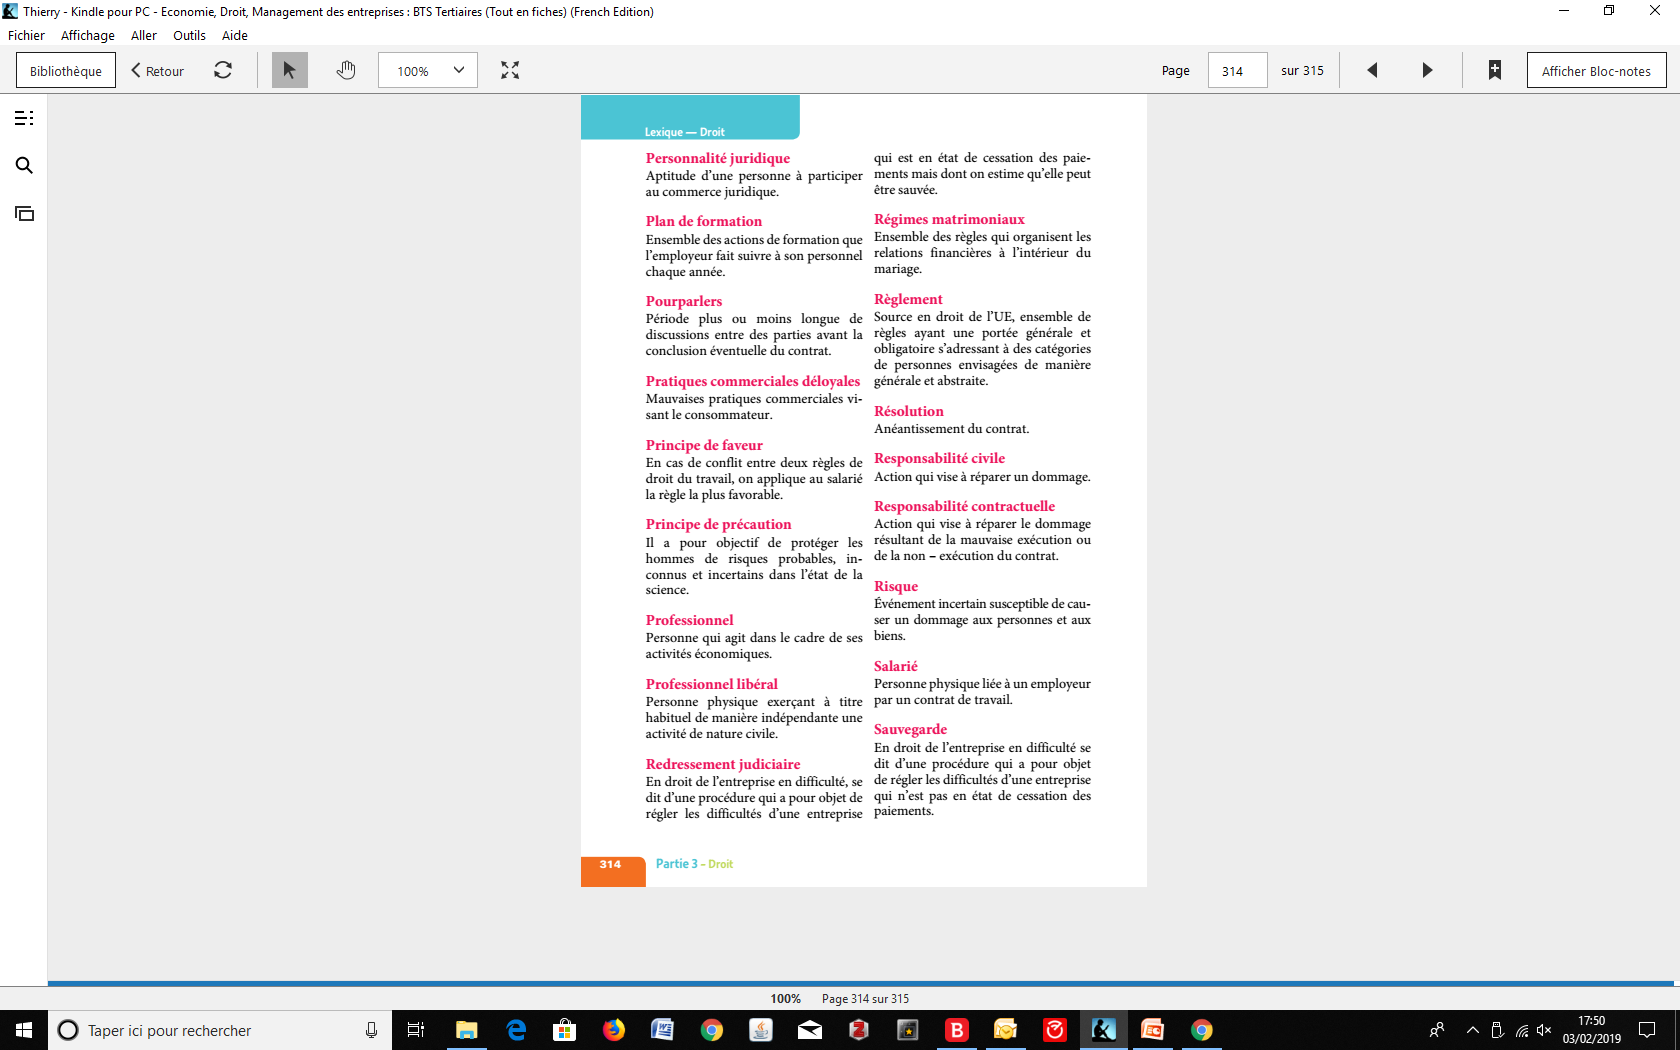 Thierry - Kindle pour PC - Economie, Droit, Management des entreprises : BTS Tertiaires (Tout en fiches) (French Edition)
Fichier Affichage Aller Outils Aide
Bibliothèque Retour 100% Page 314 sur 315 Afficher Bloc-notes
Lexique — Droit
Personnalité juridique
Aptitude d’une personne à participer
au commerce juridique.
Plan de formation
Ensemble des actions de formation que
l’employeur fait suivre à son personnel
chaque année.
Pourparlers
Période plus ou moins longue de
discussions entre des parties avant la
conclusion éventuelle du contrat.
Pratiques commerciales déloyales
Mauvaises pratiques commerciales vi-
sant le consommateur.
Principe de faveur
En cas de conflit entre deux règles de
droit du travail, on applique au salarié
la règle la plus favorable.
Principe de précaution
Il a pour objectif de protéger les
hommes de risques probables, in-
connus et incertains dans l’état de la
science.
Professionnel
Personne qui agit dans le cadre de ses
activités économiques.
Professionnel libéral
Personne physique exerçant à titre
habituel de manière indépendante une
activité de nature civile.
Redressement judiciaire
En droit de l’entreprise en difficulté, se
dit d’une procédure qui a pour objet de
régler les difficultés d’une entreprise
qui est en état de cessation des paie-
ments mais dont on estime qu’elle peut
être sauvée.
Régimes matrimoniaux
Ensemble des règles qui organisent les
relations financières à l’intérieur du
mariage.
Règlement
Source en droit de l’UE, ensemble de
règles ayant une portée générale et
obligatoire s’adressant à des catégories
de personnes envisagées de manière
générale et abstraite.
Résolution
Anéantissement du contrat.
Responsabilité civile
Action qui vise à réparer un dommage.
Responsabilité contractuelle
Action qui vise à réparer le dommage
résultant de la mauvaise exécution ou
de la non – exécution du contrat.
Risque
Événement incertain susceptible de cau-
ser un dommage aux personnes et aux
biens.
Salarié
Personne physique liée à un employeur
par un contrat de travail.
Sauvegarde
En droit de l’entreprise en difficulté se
dit d’une procédure qui a pour objet
de régler les difficultés d’une entreprise
qui n’est pas en état de cessation des
paiements.
314 Partie 3 – Droit
100% Page 314 sur 315
Taper ici pour rechercher
17:50
03/02/2019